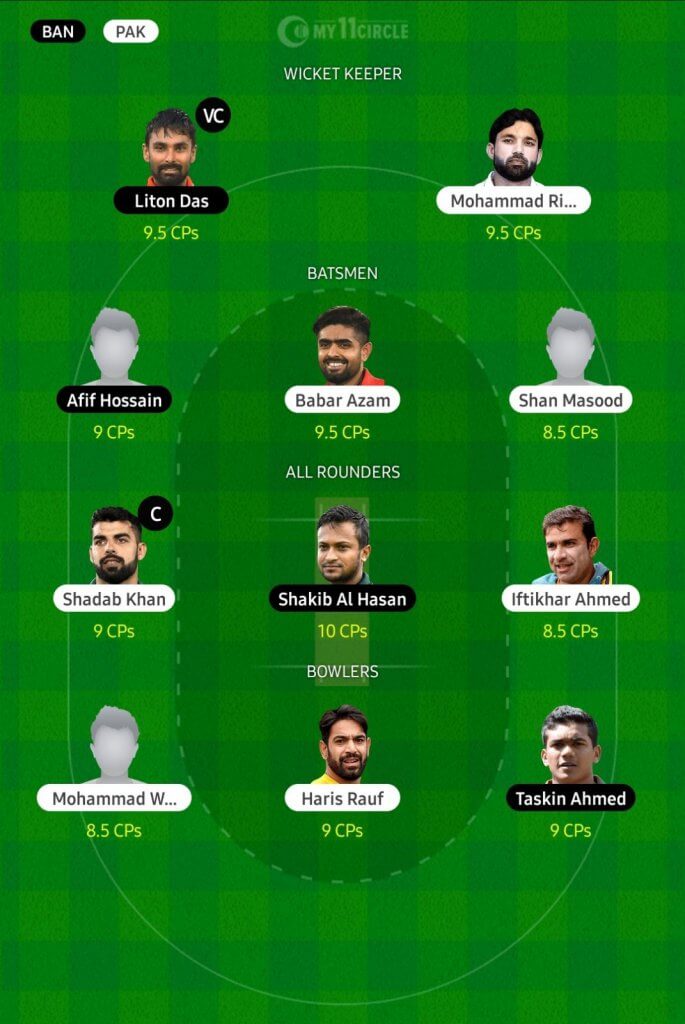 BAN PAK MY11CIRCLE
WICKET KEEPER
VC
Liton Das Mohammad Ri...
9.5 CPs 9.5 CPs
BATSMEN
Afif Hossain Babar Azam Shan Masood
9 CPs 9.5 CPs 8.5 CPs
ALL ROUNDERS
C
Shadab Khan Shakib Al Hasan Iftikhar Ahmed
9 CPs 10 CPs 8.5 CPs
BOWLERS
Mohammad W... Haris Rauf Taskin Ahmed
8.5 CPs 9 CPs 9 CPs